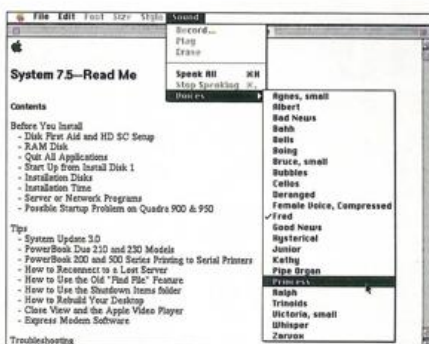 File Edit Font Size Style Sound
Record...
Play
Erase
Speak All ⌘H
Stop Speaking ⌘.
Voices
Agnes, small
Albert
Bad News
Bahh
Bells
Boing
Bruce, small
Bubbles
Cellos
Deranged
Female Voice, Compressed
✓Fred
Good News
Hysterical
Junior
Kathy
Pipe Organ
Princess
Ralph
Trinoids
Victoria, small
Whisper
Zarvox
System 7.5—Read Me
Contents
Before You Install
- Disk First Aid and HD SC Setup
- RAM Disk
- Quit All Applications
- Start Up from Install Disk 1
- Installation Disks
- Installation Time
- Server or Network Programs
- Possible Startup Problem on Quadra 900 & 950
Tips
- System Update 3.0
- PowerBook Duo 210 and 230 Models
- PowerBook 200 and 500 Series Printing to Serial Printers
- How to Reconnect to a Lost Server
- How to Use the Old "Find File" Feature
- How to Use the Shutdown Items folder
- How to Rebuild Your Desktop
- Close View and the Apple Video Player
- Express Modem Software
Troubleshooting